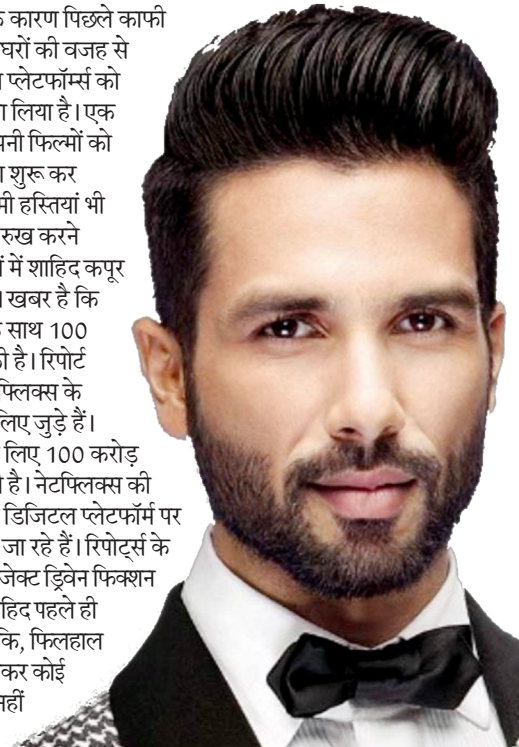 कारण पिछले काफी
घरों की वजह से
प्लेटफॉर्म्स को
लिया है। एक
फिल्मों को
शुरू कर
हस्तियां भी
रुख करने
में शाहिद कपूर
खबर है कि
साथ 100
है। रिपोर्ट
के
लिए जुड़े हैं।
लिए 100 करोड़
है। नेटफ्लिक्स की
डिजिटल प्लेटफॉर्म पर
जा रहे हैं। रिपोर्ट्स के
ड्रिवेन फिक्शन
पहले ही
कि, फिलहाल
कर कोई
नहीं